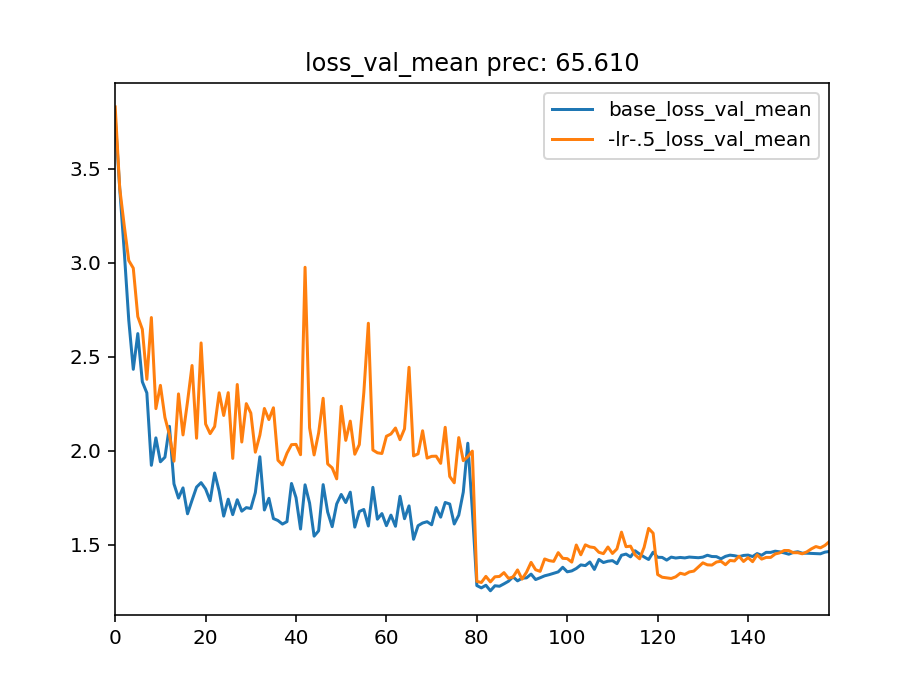 loss_val_mean prec: 65.610
base_loss_val_mean
-lr-.5_loss_val_mean
3.5
3.0
2.5
2.0
1.5
0 20 40 60 80 100 120 140